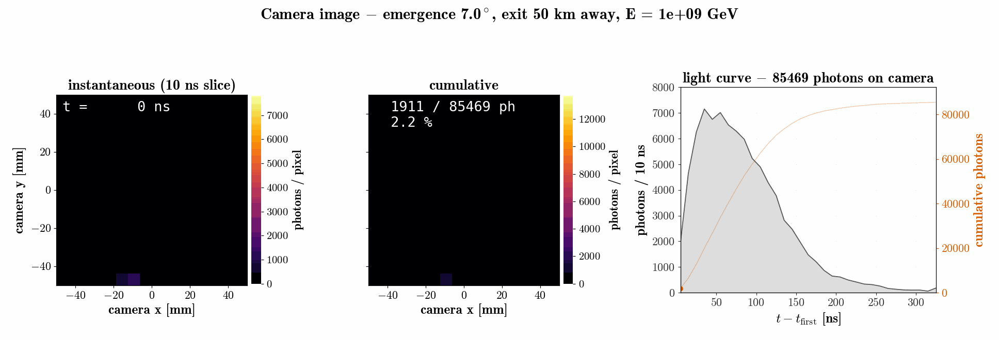 Camera image – emergence 7.0°, exit 50 km away, E = 1e+09 GeV
instantaneous (10 ns slice)
t =      0 ns
camera y [mm]
40
20
0
−20
−40
−40 −20 0 20 40
camera x [mm]
7000
6000
5000
4000
3000
2000
1000
0
photons / pixel
cumulative
1911 / 85469 ph
2.2 %
−40 −20 0 20 40
camera x [mm]
12000
10000
8000
6000
4000
2000
0
photons / pixel
light curve – 85469 photons on camera
photons / 10 ns
8000
7000
6000
5000
4000
3000
2000
1000
0
50 100 150 200 250 300
t − tfirst [ns]
80000
60000
40000
20000
0
cumulative photons